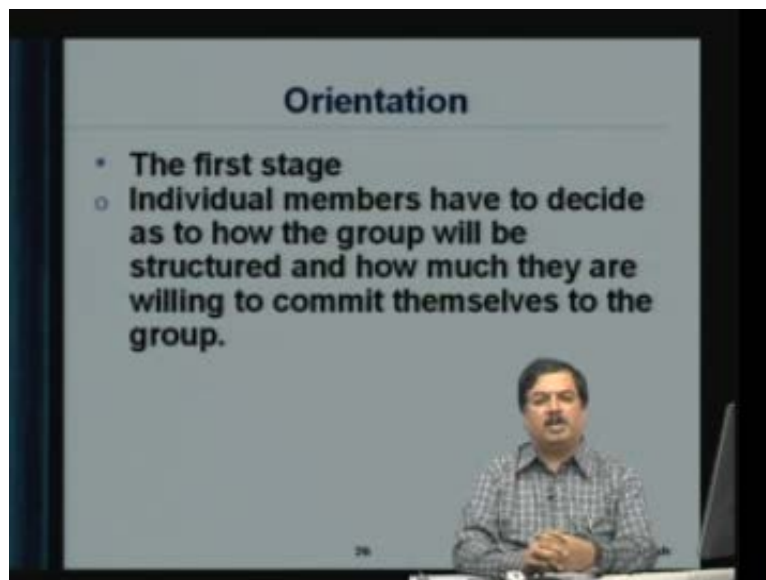 Orientation
• The first stage
o Individual members have to decide
as to how the group will be
structured and how much they are
willing to commit themselves to the
group.